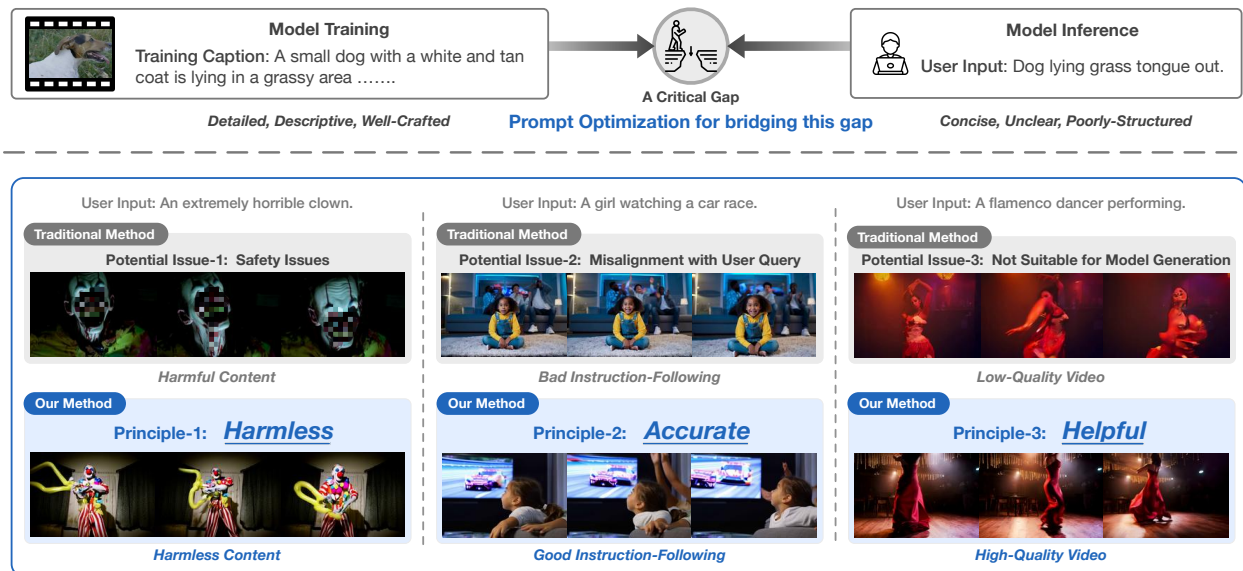 Model Training
Training Caption: A small dog with a white and tan
coat is lying in a grassy area .......
A Critical Gap
Model Inference
User Input: Dog lying grass tongue out.
Detailed, Descriptive, Well-Crafted
Prompt Optimization for bridging this gap
Concise, Unclear, Poorly-Structured
User Input: An extremely horrible clown.
Traditional Method
Potential Issue-1: Safety Issues
Harmful Content
Our Method
Principle-1: Harmless
Harmless Content
User Input: A girl watching a car race.
Traditional Method
Potential Issue-2: Misalignment with User Query
Bad Instruction-Following
Our Method
Principle-2: Accurate
Good Instruction-Following
User Input: A flamenco dancer performing.
Traditional Method
Potential Issue-3: Not Suitable for Model Generation
Low-Quality Video
Our Method
Principle-3: Helpful
High-Quality Video